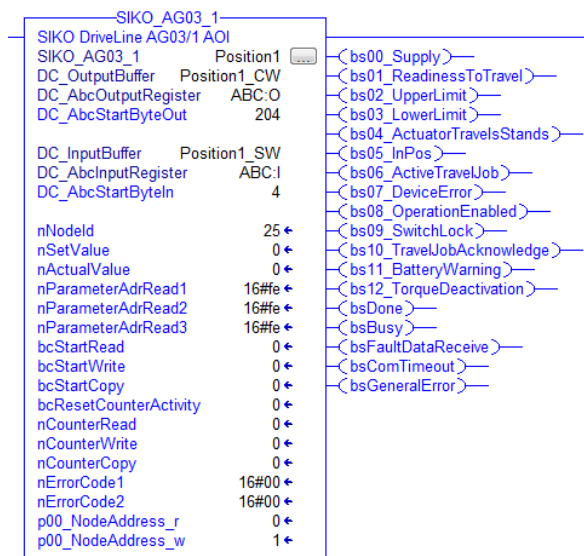 SIKO_AG03_1
SIKO DriveLine AG03/1 AOI
SIKO_AG03_1 Position1 ... bs00_Supply
DC_OutputBuffer Position1_CW bs01_ReadinessToTravel
DC_AbcOutputRegister ABC:O bs02_UpperLimit
DC_AbcStartByteOut 204 bs03_LowerLimit
bs04_ActuatorTravelsStands
DC_InputBuffer Position1_SW bs05_InPos
DC_AbcInputRegister ABC:I bs06_ActiveTravelJob
DC_AbcStartByteIn 4 bs07_DeviceError
bs08_OperationEnabled
nNodeId 25 bs09_SwitchLock
nSetValue 0 bs10_TravelJobAcknowledge
nActualValue 0 bs11_BatteryWarning
nParameterAdrRead1 16#fe bs12_TorqueDeactivation
nParameterAdrRead2 16#fe bsDone
nParameterAdrRead3 16#fe bsBusy
bcStartRead 0 bsFaultDataReceive
bcStartWrite 0 bsComTimeout
bcStartCopy 0 bsGeneralError
bcResetCounterActivity 0
nCounterRead 0
nCounterWrite 0
nCounterCopy 0
nErrorCode1 16#00
nErrorCode2 16#00
p00_NodeAddress_r 0
p00_NodeAddress_w 1